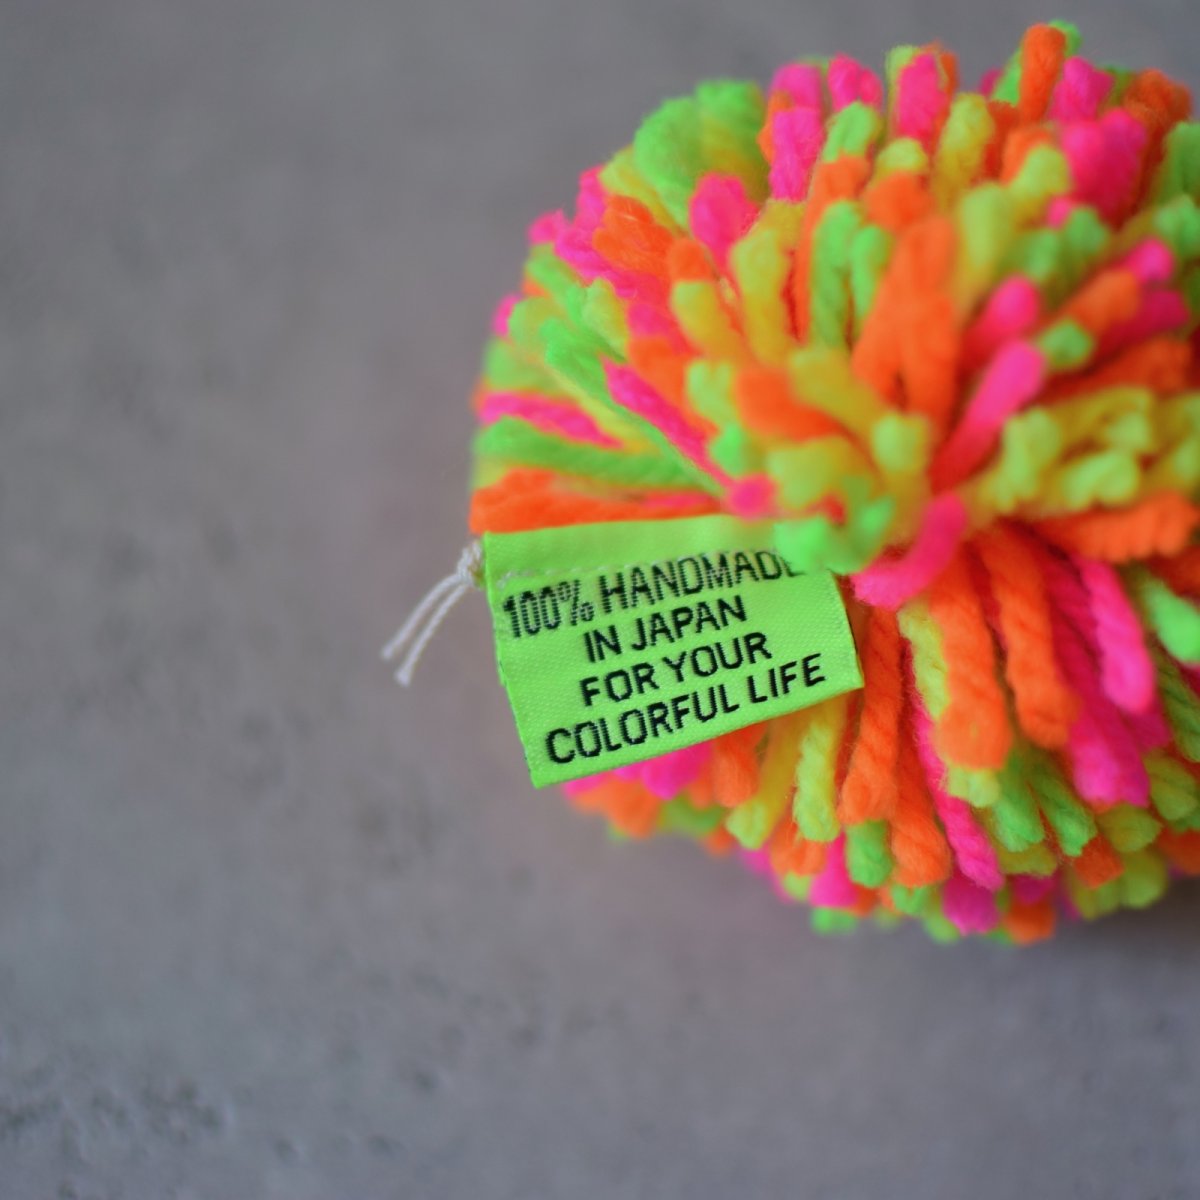 100% HANDMADE
IN JAPAN
FOR YOUR
COLORFUL LIFE